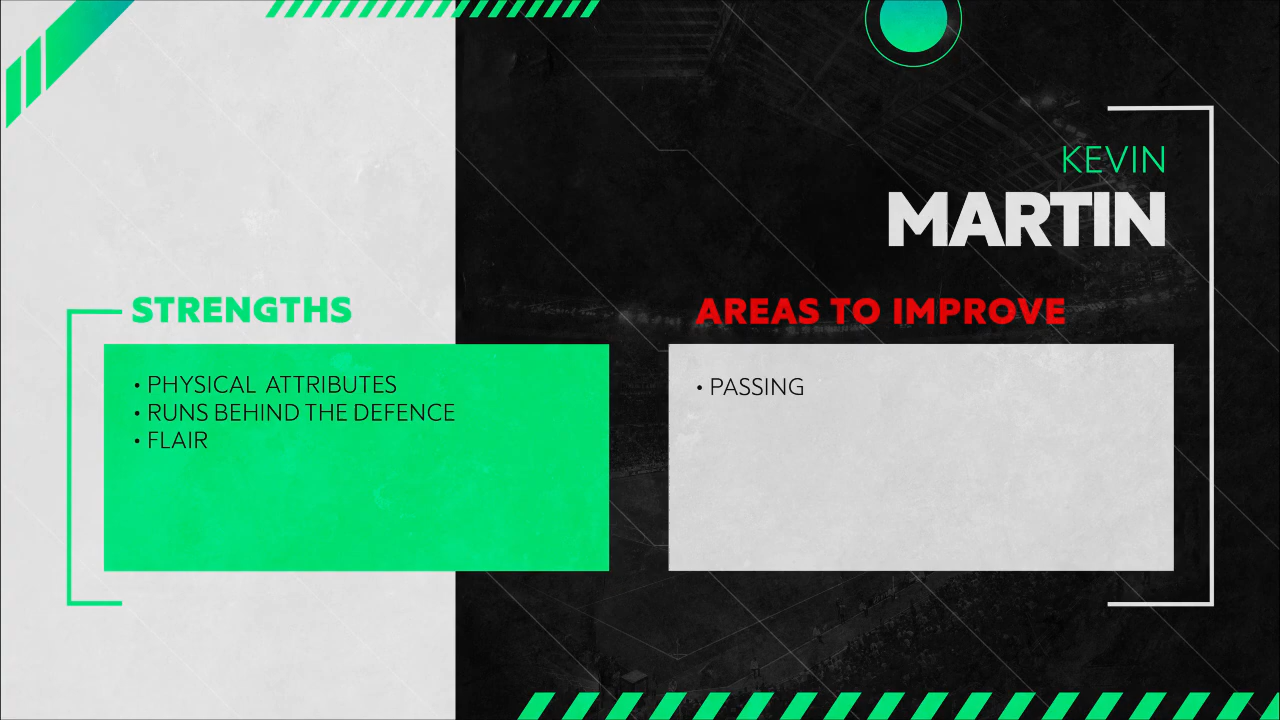 KEVIN
MARTIN
STRENGTHS
• PHYSICAL ATTRIBUTES
• RUNS BEHIND THE DEFENCE
• FLAIR
AREAS TO IMPROVE
• PASSING